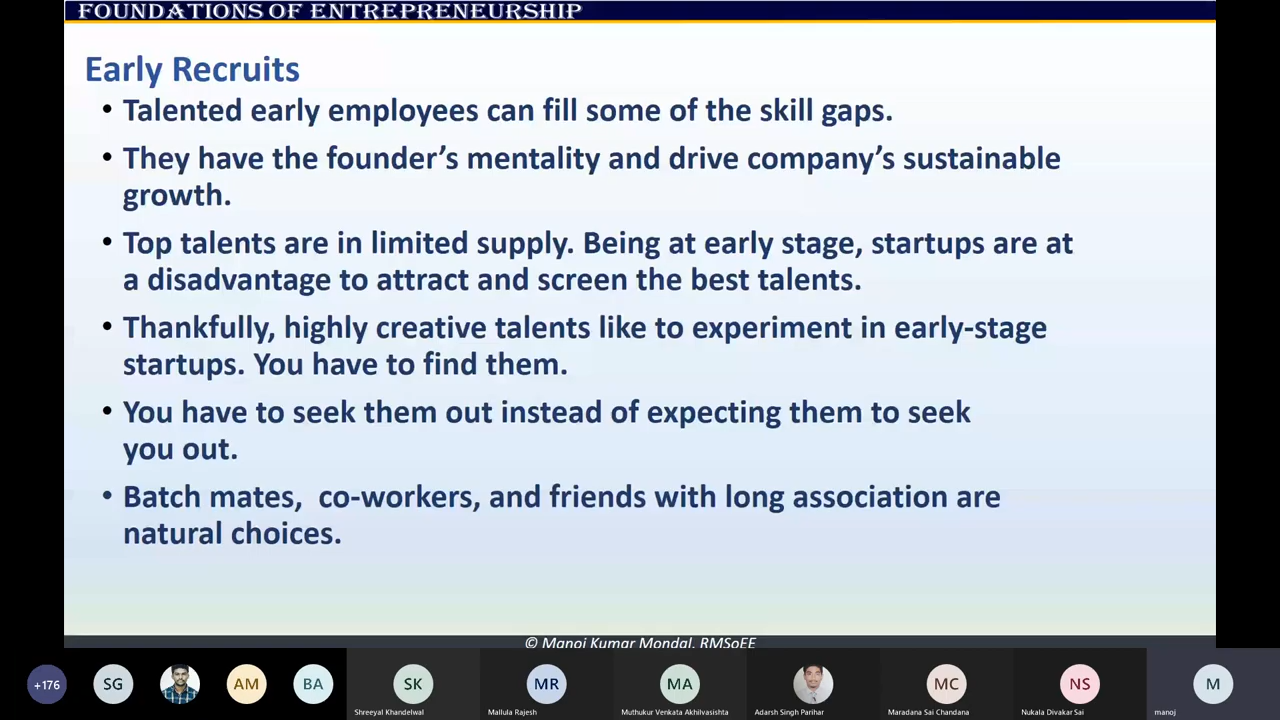 FOUNDATIONS OF ENTREPRENEURSHIP
Early Recruits
• Talented early employees can fill some of the skill gaps.
• They have the founder's mentality and drive company's sustainable
growth.
• Top talents are in limited supply. Being at early stage, startups are at
a disadvantage to attract and screen the best talents.
• Thankfully, highly creative talents like to experiment in early-stage
startups. You have to find them.
• You have to seek them out instead of expecting them to seek
you out.
• Batch mates,  co-workers, and friends with long association are
natural choices.
© Manoj Kumar Mondal, RMSoEE
+176 SG AM BA SK MR MA MC NS M
Shreeyal Khandelwal Mallula Rajesh Muthukur Venkata Akhilvasishta Adarsh Singh Parihar Maradana Sai Chandana Nukala Divakar Sai manoj